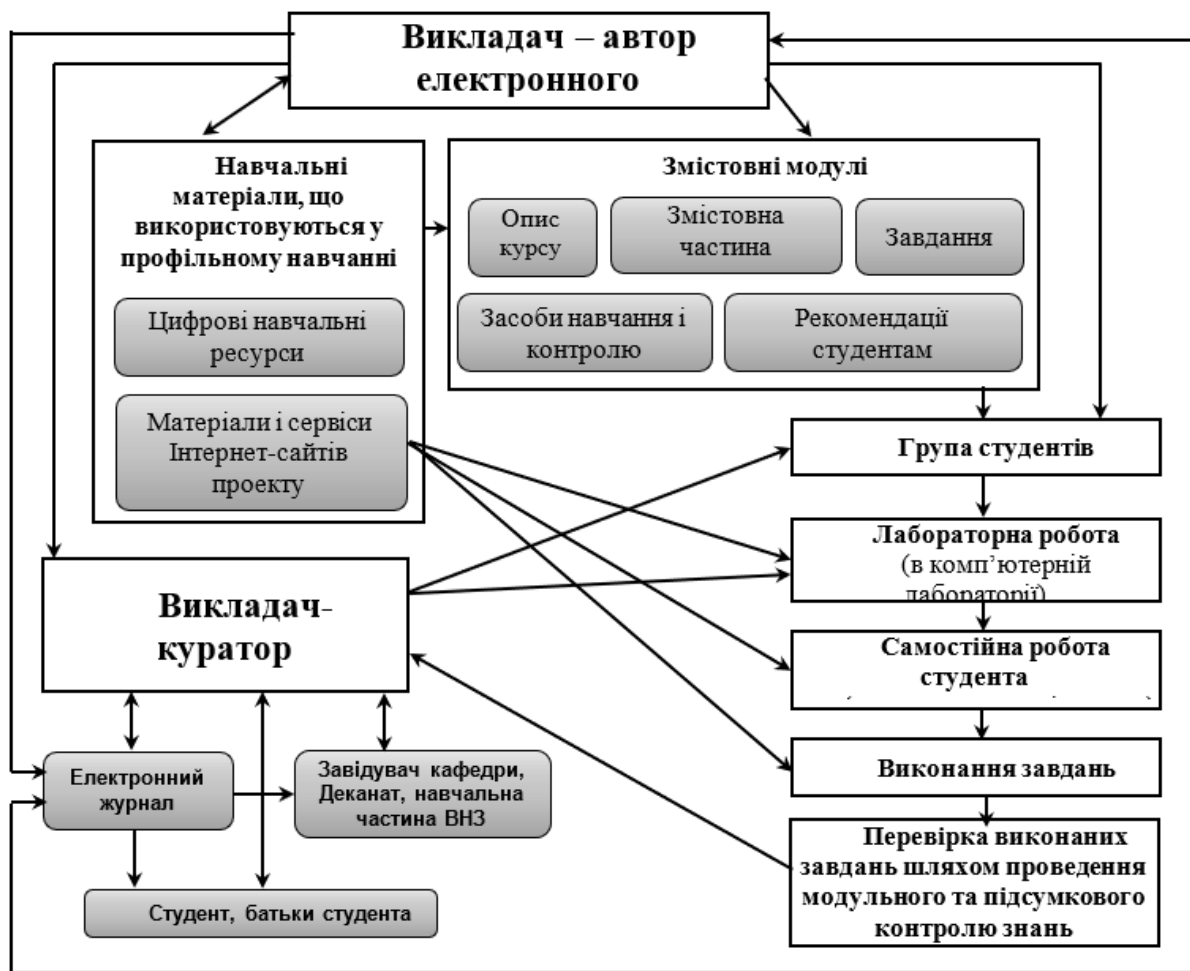 Викладач – автор
електронного
Навчальні
матеріали, що
використовуються у
профільному навчанні
Цифрові навчальні
ресурси
Матеріали і сервіси
Інтернет-сайтів
проекту
Змістовні модулі
Опис
курсу
Змістовна
частина
Завдання
Засоби навчання і
контролю
Рекомендації
студентам
Група студентів
Лабораторна робота
(в комп’ютерній
лабораторії)
Самостійна робота
студента
Виконання завдань
Перевірка виконаних
завдань шляхом проведення
модульного та підсумкового
контролю знань
Викладач-
куратор
Електронний
журнал
Завідувач кафедри,
Деканат, навчальна
частина ВНЗ
Студент, батьки студента